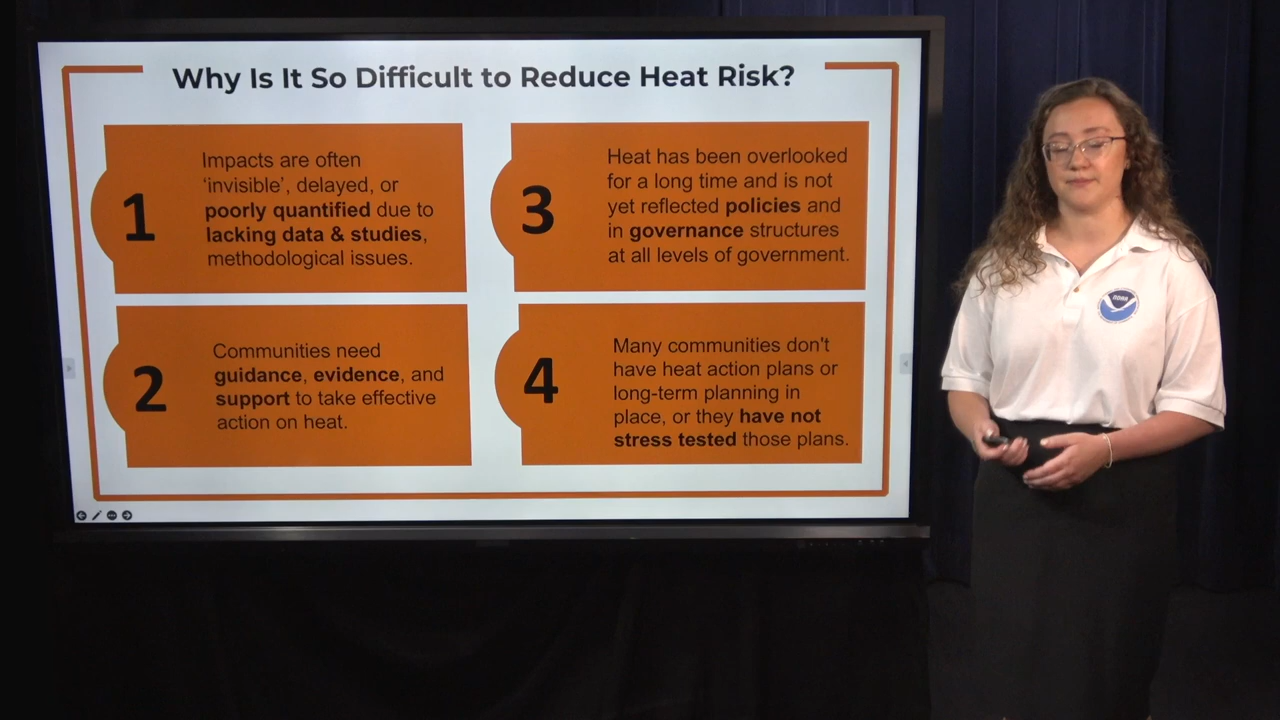 Why Is It So Difficult to Reduce Heat Risk?
1
Impacts are often
‘invisible’, delayed, or
poorly quantified due to
lacking data & studies,
methodological issues.
2
Communities need
guidance, evidence, and
support to take effective
action on heat.
3
Heat has been overlooked
for a long time and is not
yet reflected policies and
in governance structures
at all levels of government.
4
Many communities don't
have heat action plans or
long-term planning in
place, or they have not
stress tested those plans.
NOAA